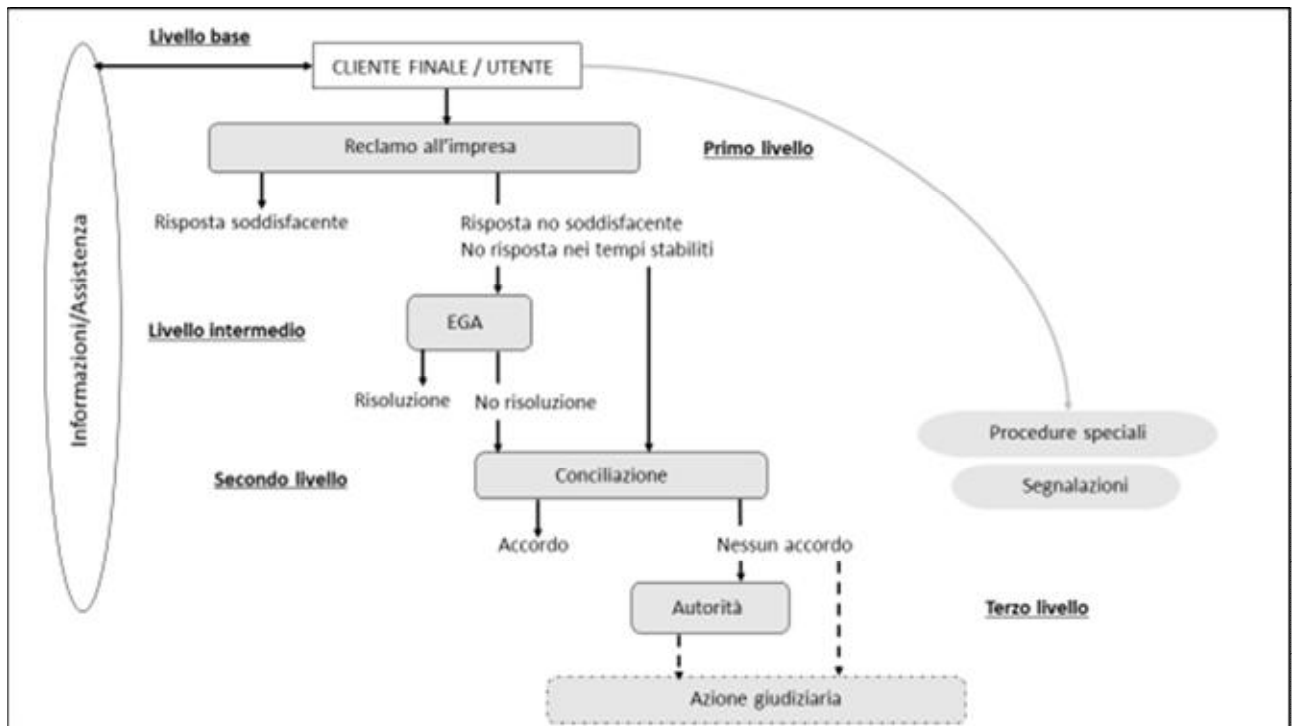 Livello base
CLIENTE FINALE / UTENTE
Reclamo all'impresa
Primo livello
Risposta soddisfacente
Risposta no soddisfacente
No risposta nei tempi stabiliti
Informazioni/Assistenza
EGA
Livello intermedio
Risoluzione
No risoluzione
Procedure speciali
Conciliazione
Secondo livello
Segnalazioni
Accordo
Nessun accordo
Autorità
Terzo livello
Azione giudiziaria